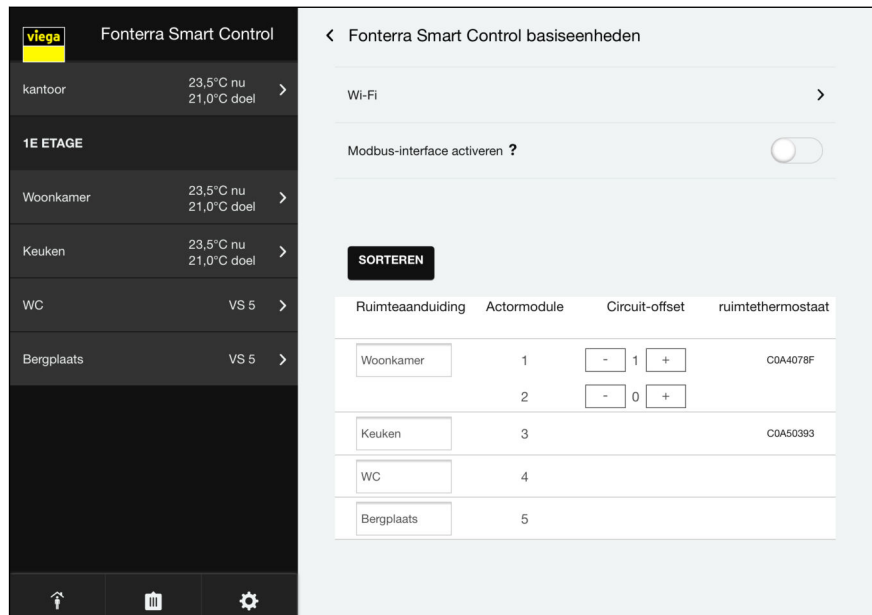 viega
Fonterra Smart Control
kantoor
23,5°C nu
21,0°C doel
1E ETAGE
Woonkamer
23,5°C nu
21,0°C doel
Keuken
23,5°C nu
21,0°C doel
WC VS 5
Bergplaats VS 5
Fonterra Smart Control basiseenheden
Wi-Fi
Modbus-interface activeren ?
SORTEREN
Ruimteaanduiding Actormodule Circuit-offset ruimtethermostaat
Woonkamer 1 - 1 + C0A4078F
2 - 0 +
Keuken 3 C0A50393
WC 4
Bergplaats 5